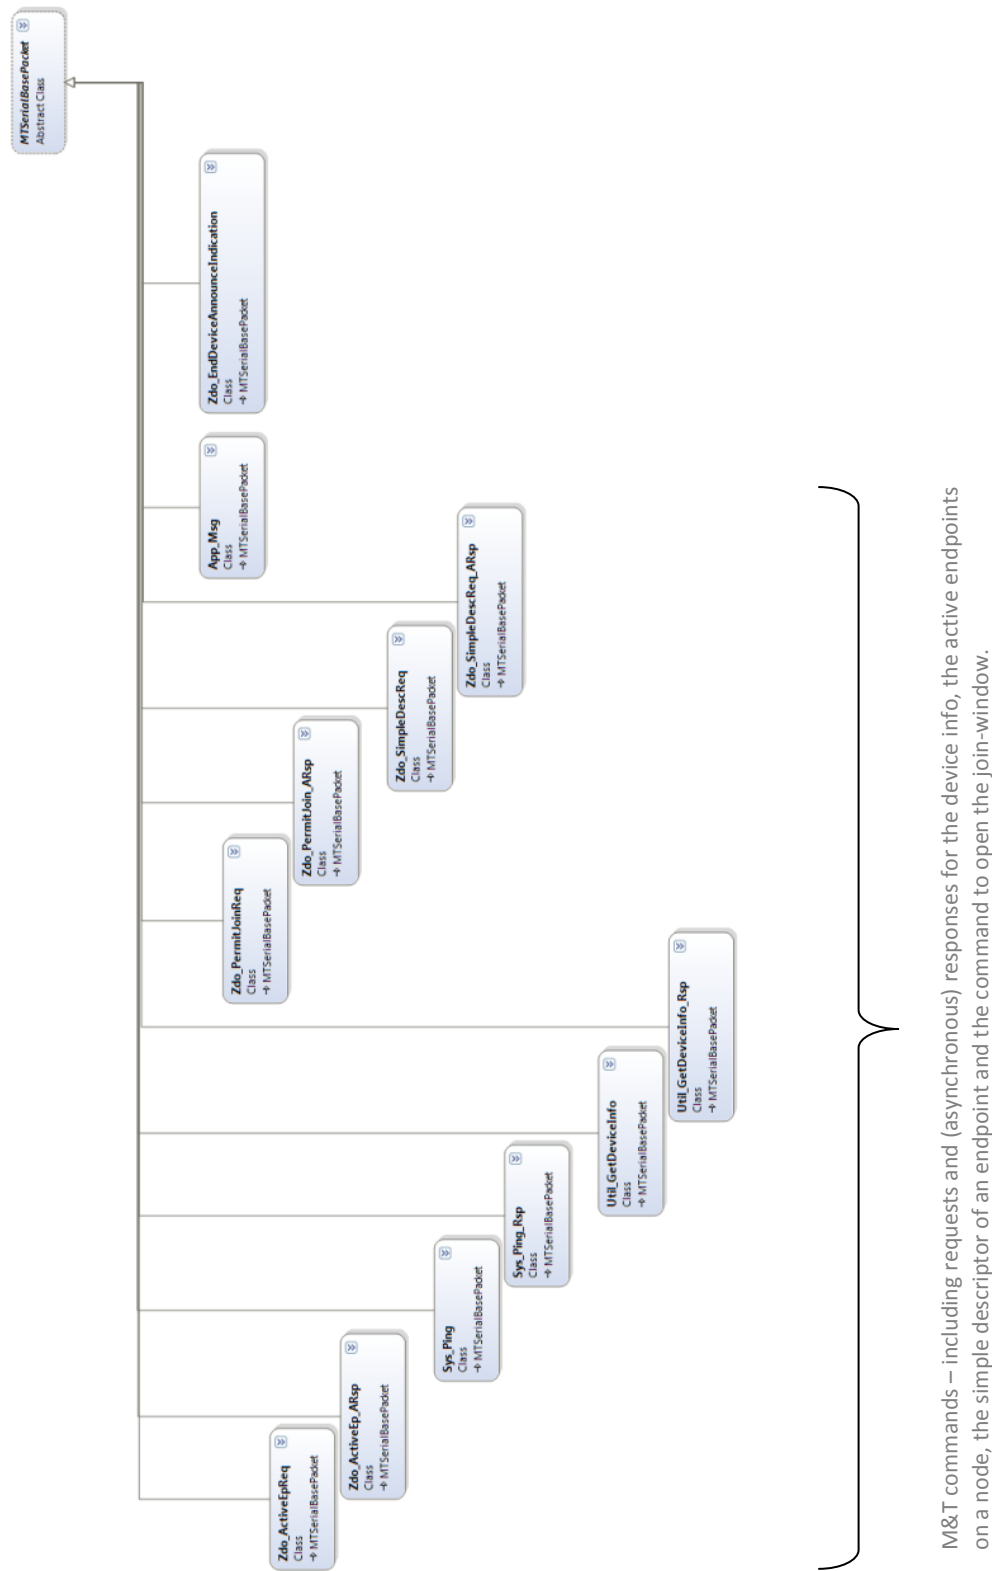 MTSerialBasePacket
Abstract Class
Zdo_ActiveEpReq
Class
MTSerialBasePacket
Zdo_ActiveEp_ARsp
Class
MTSerialBasePacket
Sys_Ping
Class
MTSerialBasePacket
Sys_Ping_Rsp
Class
MTSerialBasePacket
Util_GetDeviceInfo
Class
MTSerialBasePacket
Util_GetDeviceInfo_Rsp
Class
MTSerialBasePacket
Zdo_PermitJoinReq
Class
MTSerialBasePacket
Zdo_PermitJoin_ARsp
Class
MTSerialBasePacket
Zdo_SimpleDescReq
Class
MTSerialBasePacket
Zdo_SimpleDescReq_ARsp
Class
MTSerialBasePacket
App_Msg
Class
MTSerialBasePacket
Zdo_EndDeviceAnnounceIndication
Class
MTSerialBasePacket
M&T commands – including requests and (asynchronous) responses for the device info, the active endpoints
on a node, the simple descriptor of an endpoint and the command to open the join-window.